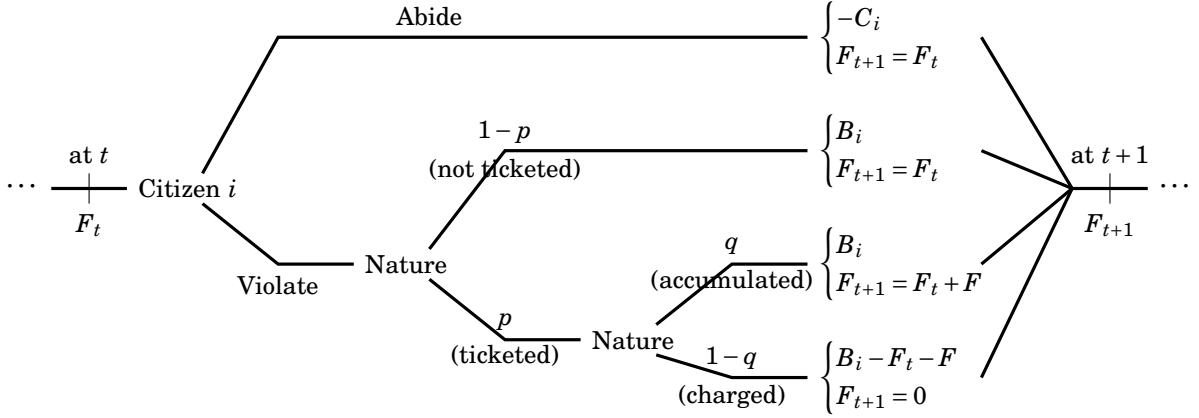 Abide
−C_i
F_{t+1} = F_t
1 − p
(not ticketed)
B_i
F_{t+1} = F_t
at t
at t + 1
⋯
Citizen i
⋯
F_t
F_{t+1}
q
(accumulated)
B_i
F_{t+1} = F_t + F
Nature
Violate
p
(ticketed)
Nature
1 − q
(charged)
B_i − F_t − F
F_{t+1} = 0